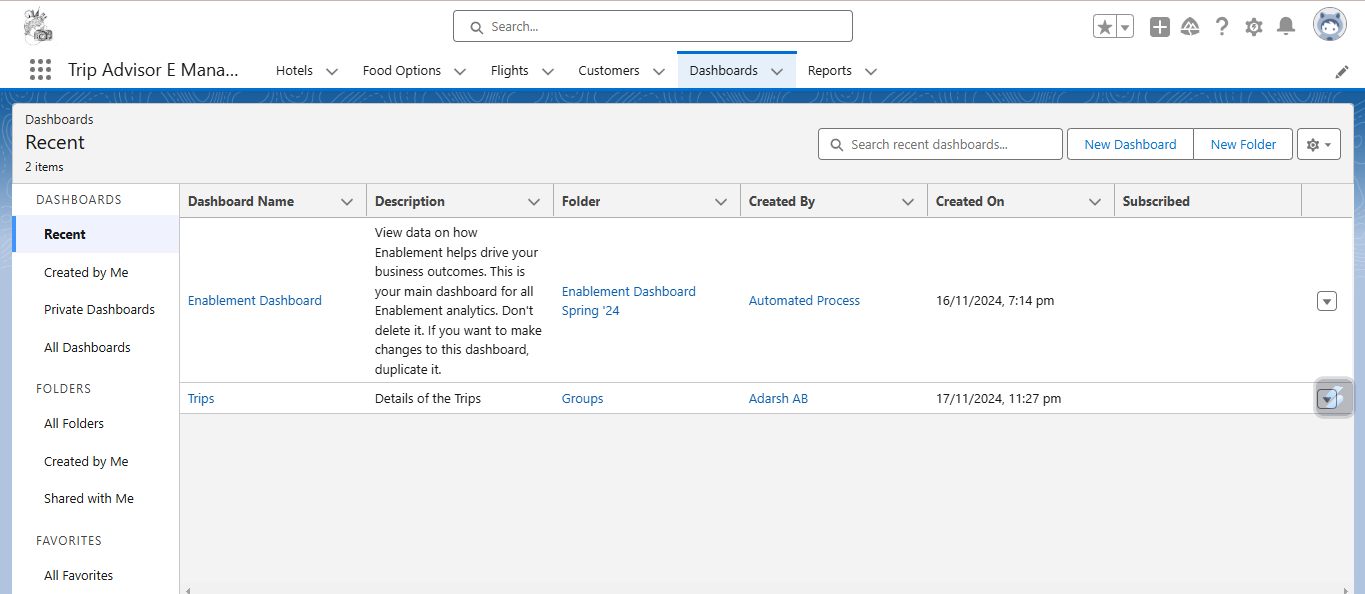 Search...
Trip Advisor E Mana...
Hotels
Food Options
Flights
Customers
Dashboards
Reports
Dashboards
Recent
2 items
Search recent dashboards...
New Dashboard
New Folder
DASHBOARDS
Recent
Created by Me
Private Dashboards
All Dashboards
FOLDERS
All Folders
Created by Me
Shared with Me
FAVORITES
All Favorites
Dashboard Name
Description
Folder
Created By
Created On
Subscribed
Enablement Dashboard
View data on how
Enablement helps drive your
business outcomes. This is
your main dashboard for all
Enablement analytics. Don't
delete it. If you want to make
changes to this dashboard,
duplicate it.
Enablement Dashboard
Spring '24
Automated Process
16/11/2024, 7:14 pm
Trips
Details of the Trips
Groups
Adarsh AB
17/11/2024, 11:27 pm